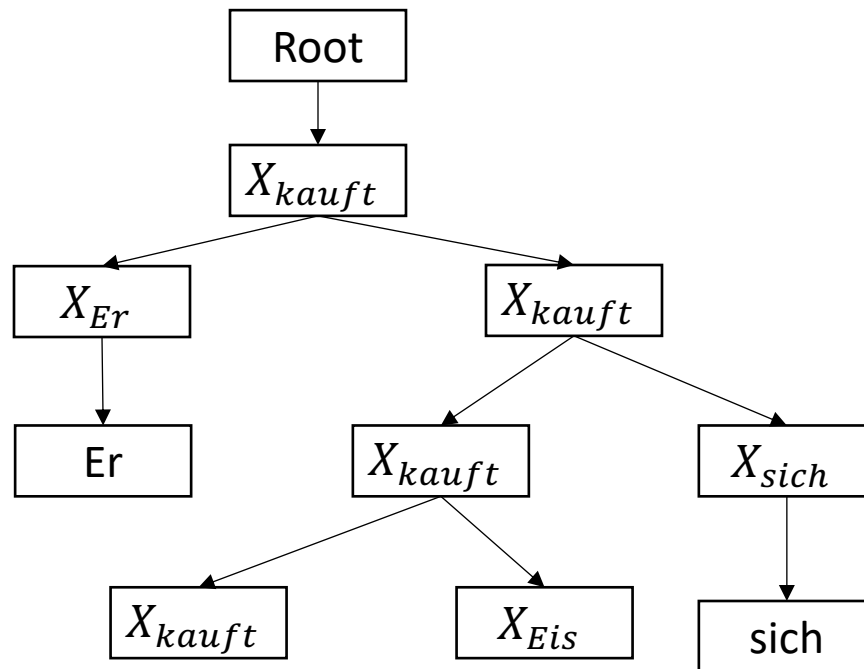 Root
X_kauft
X_Er X_kauft
Er X_kauft X_sich
X_kauft X_Eis sich